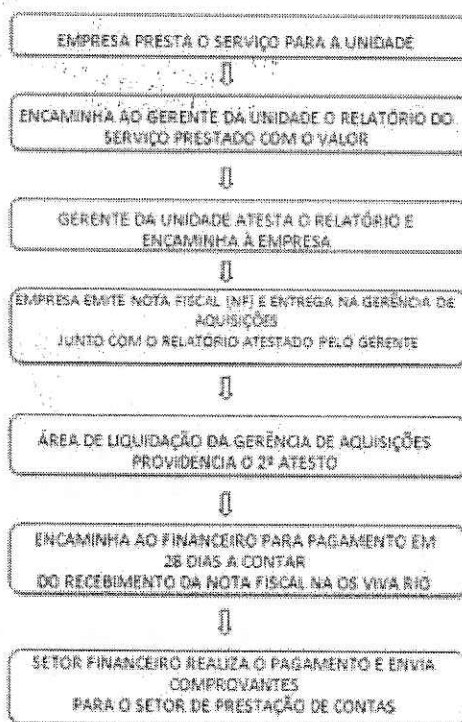 EMPRESA PRESTA O SERVIÇO PARA A UNIDADE
ENCAMINHA AO GERENTE DA UNIDADE O RELATÓRIO DO
SERVIÇO PRESTADO COM O VALOR
GERENTE DA UNIDADE ATESTA O RELATÓRIO E
ENCAMINHA À EMPRESA
EMPRESA EMITE NOTA FISCAL (NF) E ENTREGA NA GERÊNCIA DE
AQUISIÇÕES
JUNTO COM O RELATÓRIO ATESTADO PELO GERENTE
ÁREA DE LIQUIDAÇÃO DA GERÊNCIA DE AQUISIÇÕES
PROVIDENCIA O 2º ATESTO
ENCAMINHA AO FINANCEIRO PARA PAGAMENTO EM
28 DIAS A CONTAR
DO RECEBIMENTO DA NOTA FISCAL NA OS VIVA RIO
SETOR FINANCEIRO REALIZA O PAGAMENTO E ENVIA
COMPROVANTES
PARA O SETOR DE PRESTAÇÃO DE CONTAS